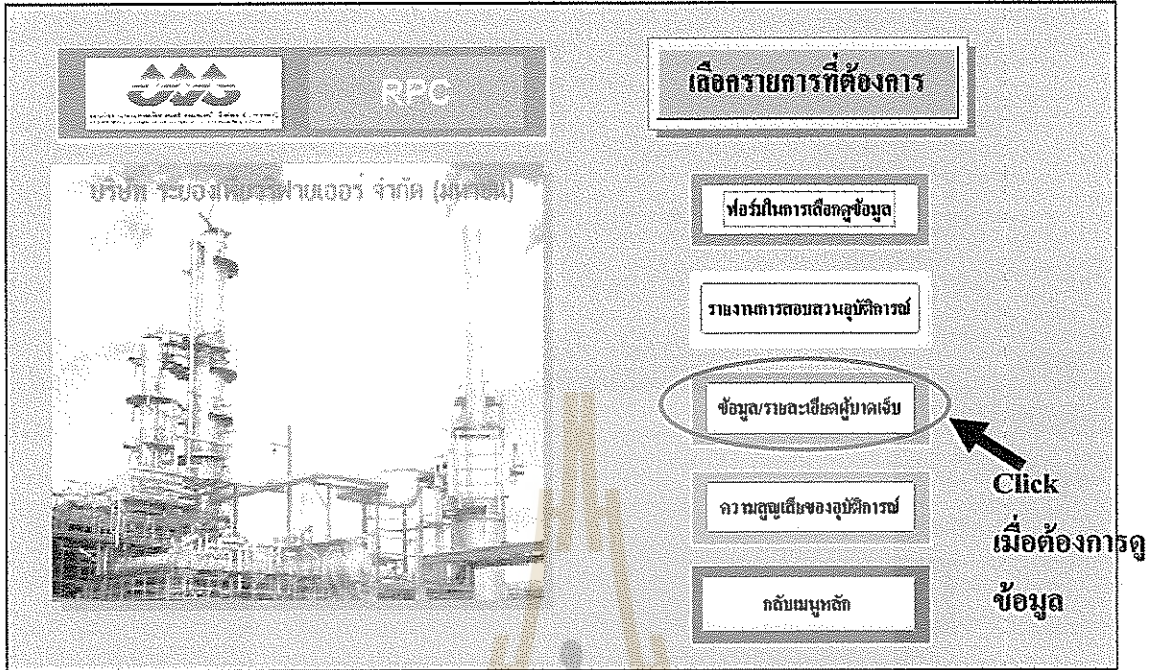 RPC
เลือกรายการที่ต้องการ
บริษัท ระยองเพียวริฟายเออร์ จำกัด (มหาชน)
ฟอร์มในการเลือกดูข้อมูล
รายงานการสอบสวนอุบัติการณ์
ข้อมูล/รายละเอียดผู้บาดเจ็บ
ความสูญเสียของอุบัติการณ์
กลับเมนูหลัก
Click
เมื่อต้องการดู
ข้อมูล